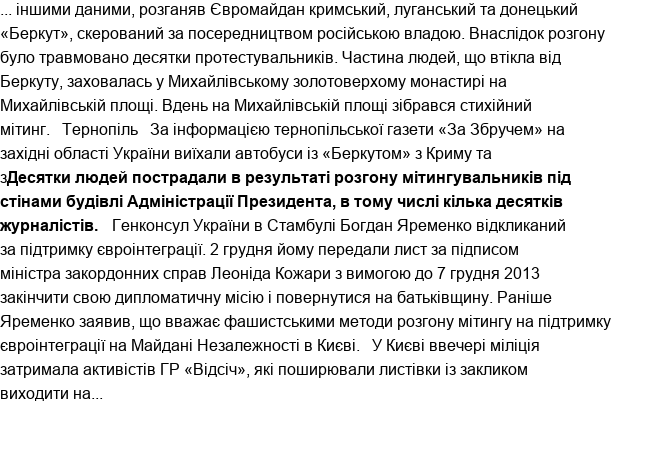 ... іншими даними, розганяв Євромайдан кримський, луганський та донецький
«Беркут», скерований за посередництвом російською владою. Внаслідок розгону
було травмовано десятки протестувальників. Частина людей, що втікла від
Беркуту, заховалась у Михайлівському золотоверхому монастирі на
Михайлівській площі. Вдень на Михайлівській площі зібрався стихійний
мітинг.   Тернопіль   За інформацією тернопільської газети «За Збручем» на
західні області України виїхали автобуси із «Беркутом» з Криму та
зДесятки людей пострадали в результаті розгону мітингувальників під
стінами будівлі Адміністрації Президента, в тому числі кілька десятків
журналістів.   Генконсул України в Стамбулі Богдан Яременко відкликаний
за підтримку євроінтеграції. 2 грудня йому передали лист за підписом
міністра закордонних справ Леоніда Кожари з вимогою до 7 грудня 2013
закінчити свою дипломатичну місію і повернутися на батьківщину. Раніше
Яременко заявив, що вважає фашистськими методи розгону мітингу на підтримку
євроінтеграції на Майдані Незалежності в Києві.   У Києві ввечері міліція
затримала активістів ГР «Відсіч», які поширювали листівки із закликом
виходити на...